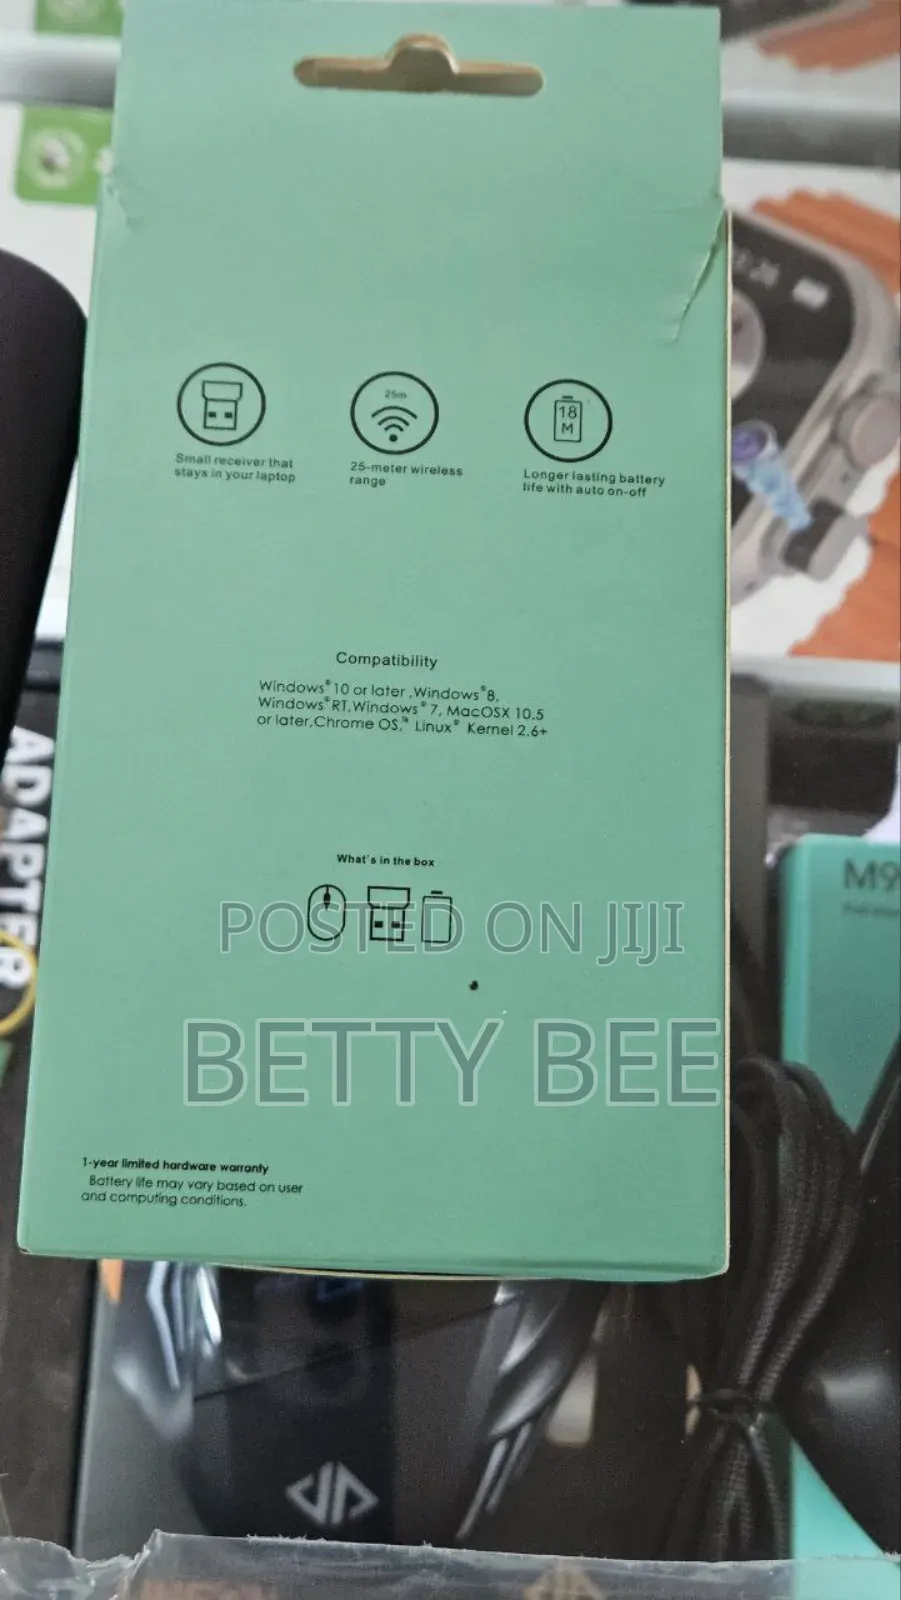 25m
18
M
Small receiver that
stays in your laptop
25-meter wireless
range
Longer lasting battery
life with auto on-off
Compatibility
Windows® 10 or later ,Windows®8,
Windows® RT,Windows® 7, MacOSX 10.5
or later,Chrome OS,™ Linux® Kernel 2.6+
What's in the box
POSTED ON JIJI
BETTY BEE
1-year limited hardware warranty
Battery life may vary based on user
and computing conditions.
ADAPTER
M9